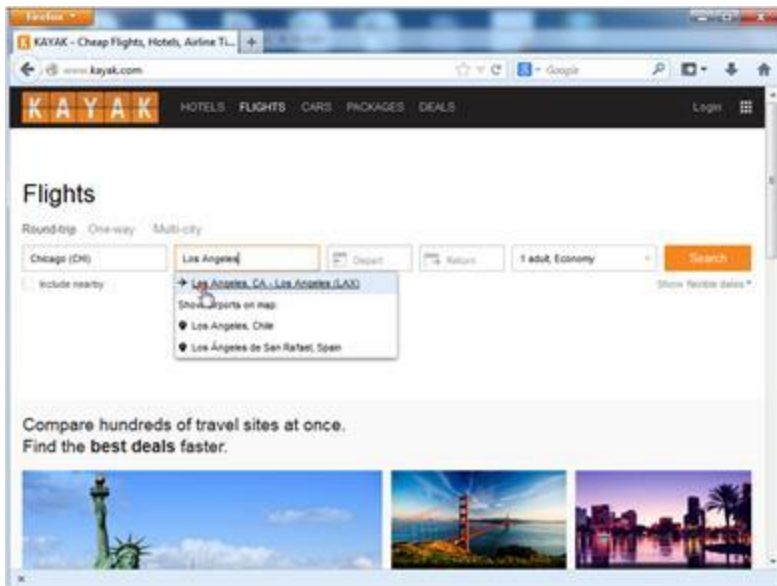 Firefox
KAYAK - Cheap Flights, Hotels, Airline Ti...
www.kayak.com
Google
KAYAK HOTELS FLIGHTS CARS PACKAGES DEALS Login
Flights
Round-trip One-way Multi-city
Chicago (CHI) Los Angeles Depart Return 1 adult, Economy Search
Include nearby Show flexible dates
Los Angeles, CA - Los Angeles (LAX)
Show airports on map
Los Angeles, Chile
Los Ángeles de San Rafael, Spain
Compare hundreds of travel sites at once.
Find the best deals faster.